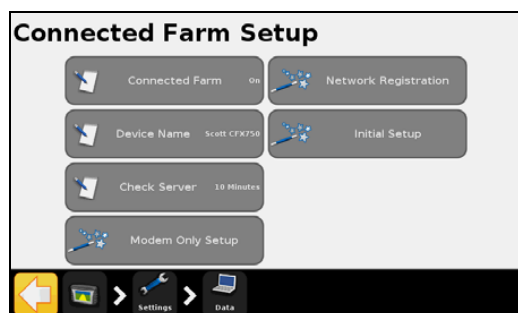 Connected Farm Setup
Connected Farm On
Network Registration
Device Name Scott CFX750
Initial Setup
Check Server 10 Minutes
Modem Only Setup
Settings
Data